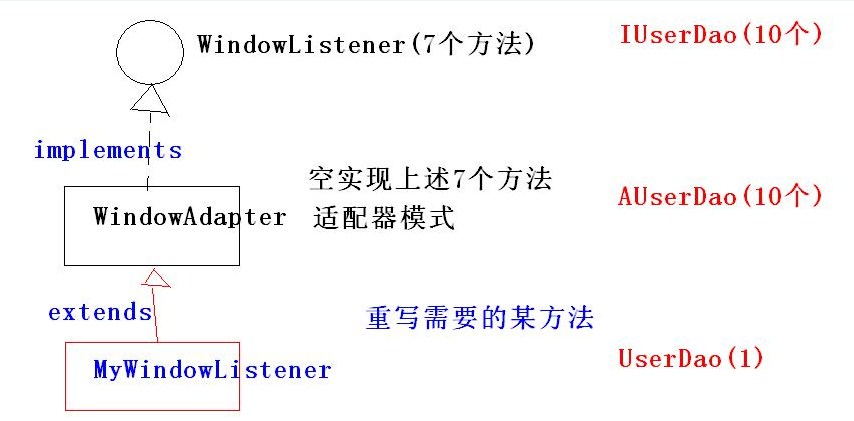 WindowListener(7个方法)
IUserDao(10个)
implements
空实现上述7个方法
WindowAdapter
适配器模式
AUserDao(10个)
extends
重写需要的某方法
MyWindowListener
UserDao(1)